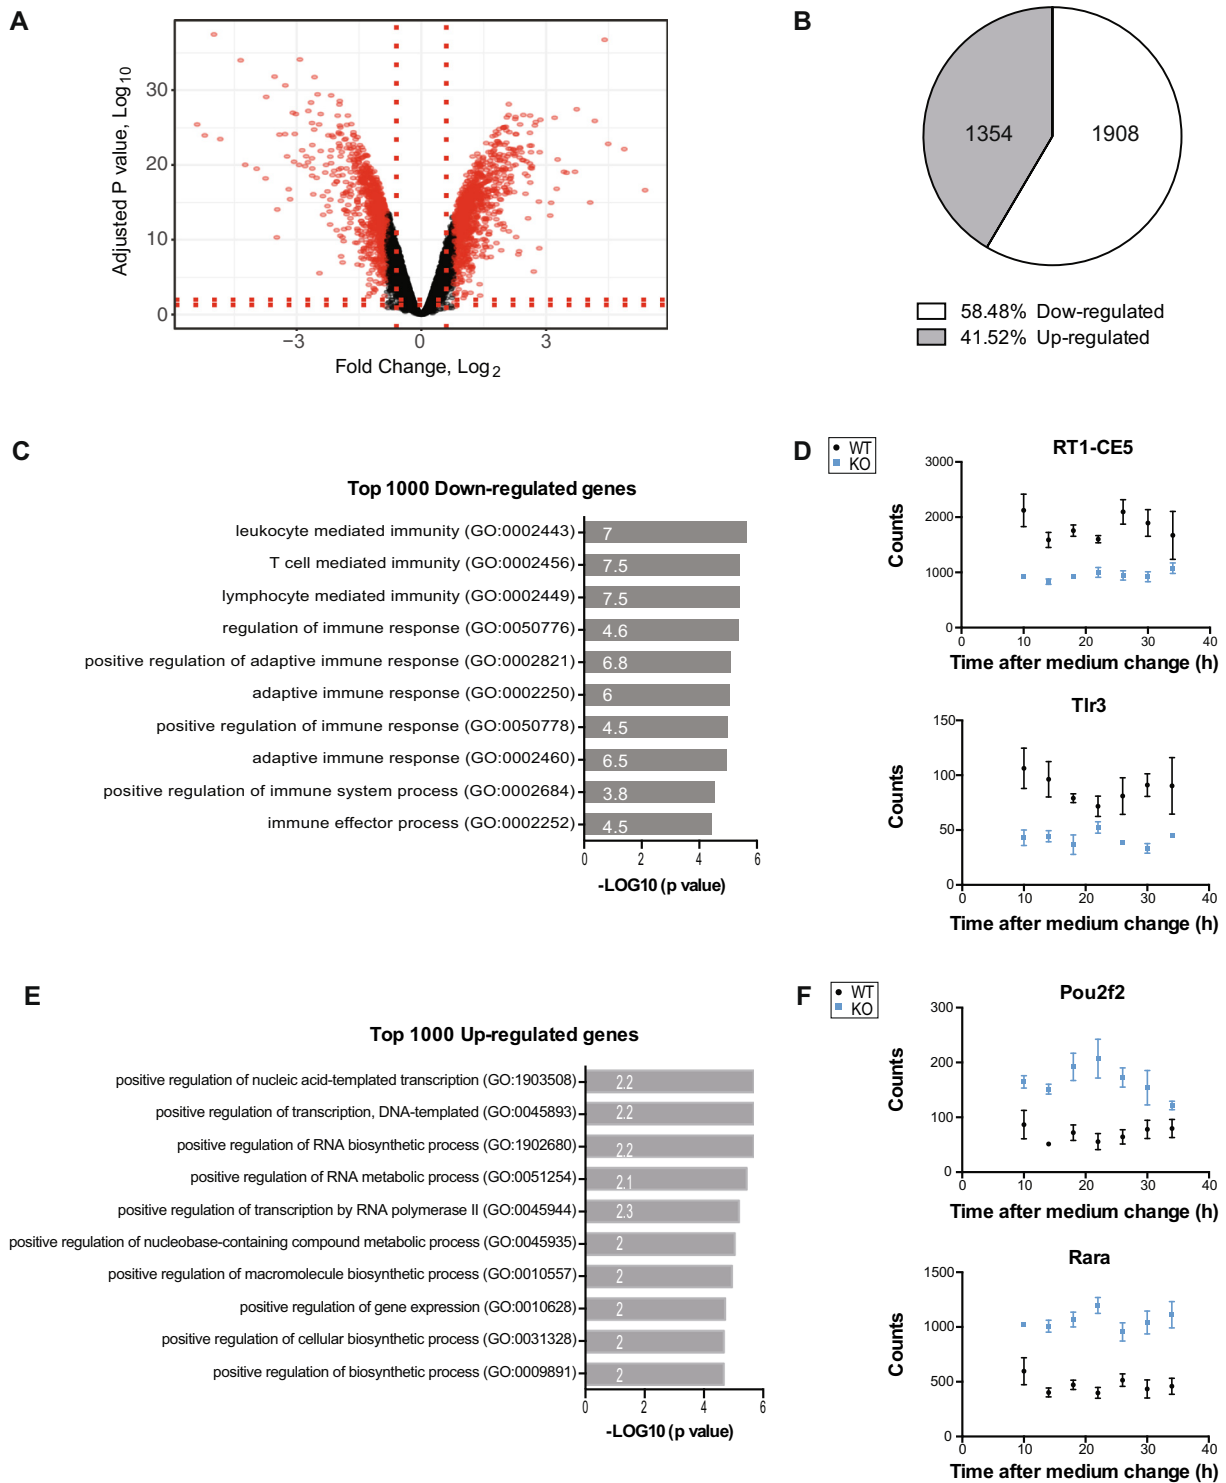 A
Adjusted P value, Log10
30
20
10
0
−3
0
3
Fold Change, Log2
B
1354
1908
58.48% Dow-regulated
41.52% Up-regulated
C
Top 1000 Down-regulated genes
leukocyte mediated immunity (GO:0002443)
7
T cell mediated immunity (GO:0002456)
7.5
lymphocyte mediated immunity (GO:0002449)
7.5
regulation of immune response (GO:0050776)
4.6
positive regulation of adaptive immune response (GO:0002821)
6.8
adaptive immune response (GO:0002250)
6
positive regulation of immune response (GO:0050778)
4.5
adaptive immune response (GO:0002460)
6.5
positive regulation of immune system process (GO:0002684)
3.8
immune effector process (GO:0002252)
4.5
0 2 4 6
-LOG10 (p value)
D
WT
KO
RT1-CE5
Counts
3000
2000
1000
0
0 10 20 30 40
Time after medium change (h)
Tlr3
Counts
150
100
50
0
0 10 20 30 40
Time after medium change (h)
E
Top 1000 Up-regulated genes
positive regulation of nucleic acid-templated transcription (GO:1903508)
2.2
positive regulation of transcription, DNA-templated (GO:0045893)
2.2
positive regulation of RNA biosynthetic process (GO:1902680)
2.2
positive regulation of RNA metabolic process (GO:0051254)
2.1
positive regulation of transcription by RNA polymerase II (GO:0045944)
2.3
positive regulation of nucleobase-containing compound metabolic process (GO:0045935)
2
positive regulation of macromolecule biosynthetic process (GO:0010557)
2
positive regulation of gene expression (GO:0010628)
2
positive regulation of cellular biosynthetic process (GO:0031328)
2
positive regulation of biosynthetic process (GO:0009891)
2
0 2 4 6
-LOG10 (p value)
F
WT
KO
Pou2f2
Counts
300
200
100
0
0 10 20 30 40
Time after medium change (h)
Rara
Counts
1500
1000
500
0
0 10 20 30 40
Time after medium change (h)